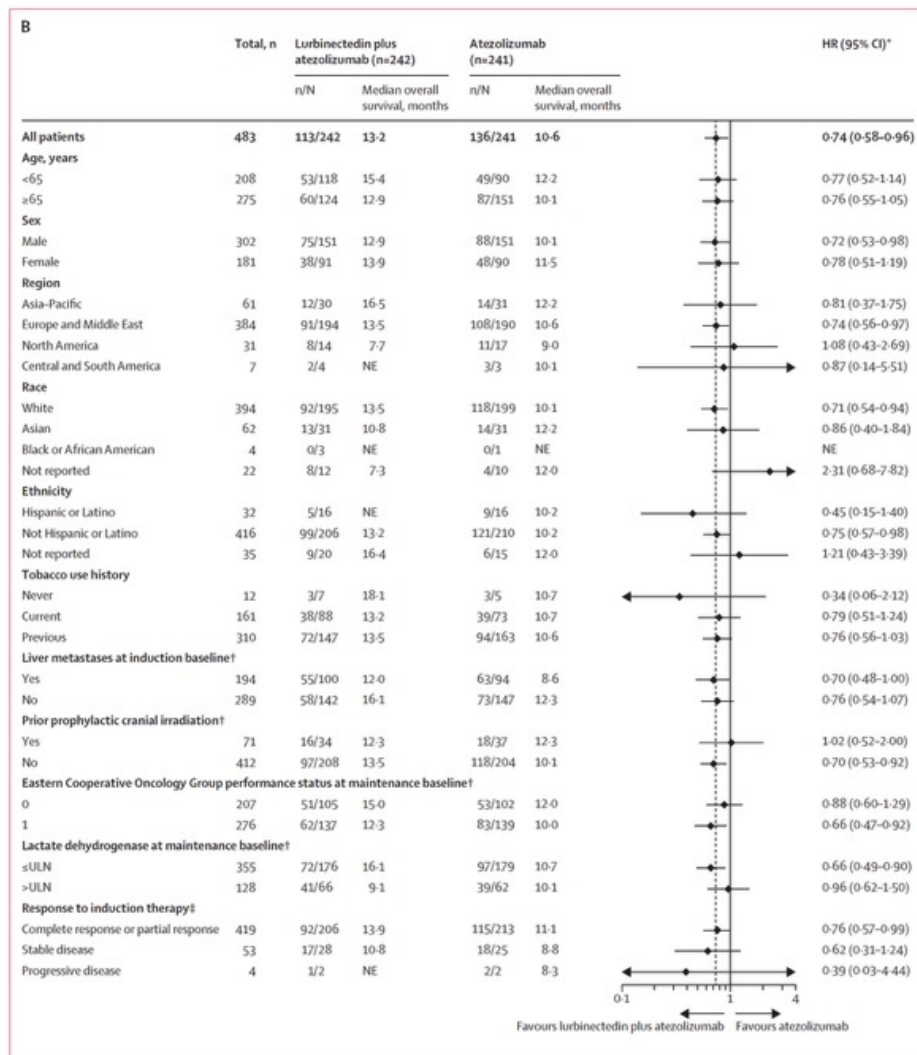 B
Total, n Lurbinectedin plus atezolizumab (n=242) Atezolizumab (n=241) HR (95% CI)*
n/N Median overall survival, months n/N Median overall survival, months
All patients 483 113/242 13·2 136/241 10·6 0·74 (0·58–0·96)
Age, years
<65 208 53/118 15·4 49/90 12·2 0·77 (0·52–1·14)
≥65 275 60/124 12·9 87/151 10·1 0·76 (0·55–1·05)
Sex
Male 302 75/151 12·9 88/151 10·1 0·72 (0·53–0·98)
Female 181 38/91 13·9 48/90 11·5 0·78 (0·51–1·19)
Region
Asia-Pacific 61 12/30 16·5 14/31 12·2 0·81 (0·37–1·75)
Europe and Middle East 384 91/194 13·5 108/190 10·6 0·74 (0·56–0·97)
North America 31 8/14 7·7 11/17 9·0 1·08 (0·43–2·69)
Central and South America 7 2/4 NE 3/3 10·1 0·87 (0·14–5·51)
Race
White 394 92/195 13·5 118/199 10·1 0·71 (0·54–0·94)
Asian 62 13/31 10·8 14/31 12·2 0·86 (0·40–1·84)
Black or African American 4 0/3 NE 0/1 NE NE
Not reported 22 8/12 7·3 4/10 12·0 2·31 (0·68–7·82)
Ethnicity
Hispanic or Latino 32 5/16 NE 9/16 10·2 0·45 (0·15–1·40)
Not Hispanic or Latino 416 99/206 13·2 121/210 10·2 0·75 (0·57–0·98)
Not reported 35 9/20 16·4 6/15 12·0 1·21 (0·43–3·39)
Tobacco use history
Never 12 3/7 18·1 3/5 10·7 0·34 (0·06–2·12)
Current 161 38/88 13·2 39/73 10·7 0·79 (0·51–1·24)
Previous 310 72/147 13·5 94/163 10·6 0·76 (0·56–1·03)
Liver metastases at induction baseline†
Yes 194 55/100 12·0 63/94 8·6 0·70 (0·48–1·00)
No 289 58/142 16·1 73/147 12·3 0·76 (0·54–1·07)
Prior prophylactic cranial irradiation†
Yes 71 16/34 12·3 18/37 12·3 1·02 (0·52–2·00)
No 412 97/208 13·5 118/204 10·1 0·70 (0·53–0·92)
Eastern Cooperative Oncology Group performance status at maintenance baseline†
0 207 51/105 15·0 53/102 12·0 0·88 (0·60–1·29)
1 276 62/137 12·3 83/139 10·0 0·66 (0·47–0·92)
Lactate dehydrogenase at maintenance baseline†
≤ULN 355 72/176 16·1 97/179 10·7 0·66 (0·49–0·90)
>ULN 128 41/66 9·1 39/62 10·1 0·96 (0·62–1·50)
Response to induction therapy‡
Complete response or partial response 419 92/206 13·9 115/213 11·1 0·76 (0·57–0·99)
Stable disease 53 17/28 10·8 18/25 8·8 0·62 (0·31–1·24)
Progressive disease 4 1/2 NE 2/2 8·3 0·39 (0·03–4·44)
0·1 1 4
Favours lurbinectedin plus atezolizumab Favours atezolizumab